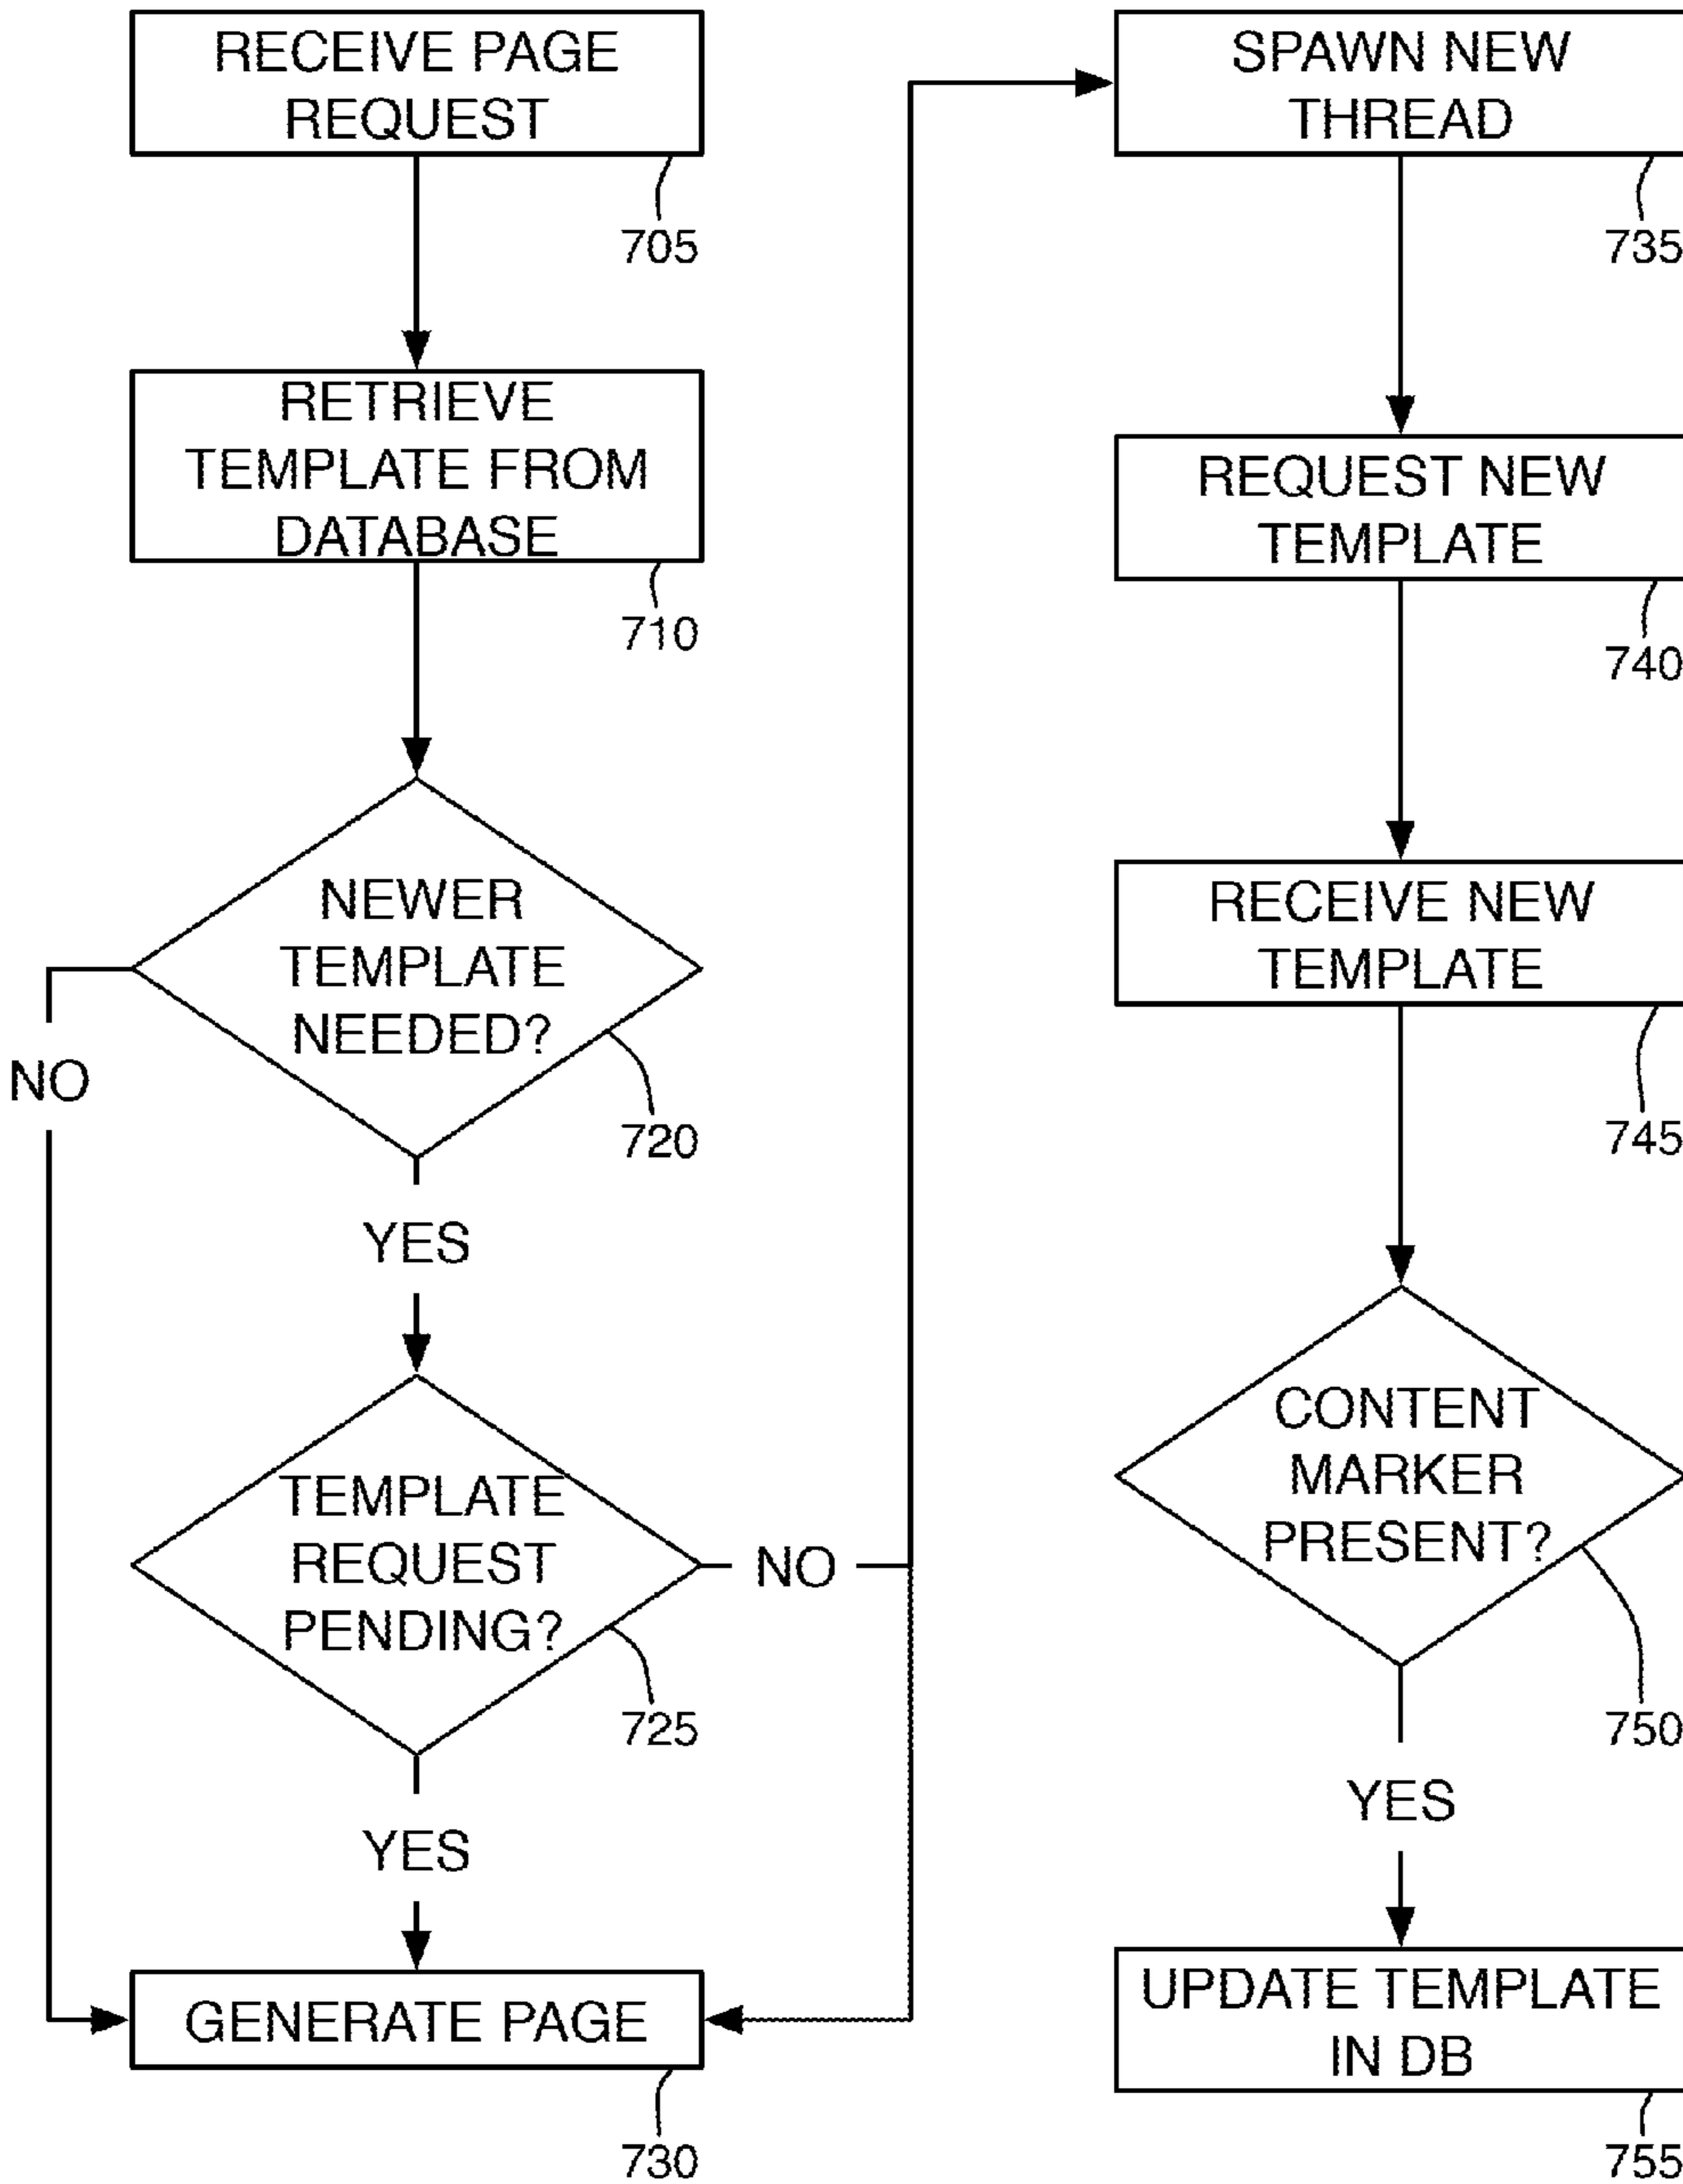 RECEIVE PAGE
REQUEST
705
RETRIEVE
TEMPLATE FROM
DATABASE
710
NEWER
TEMPLATE
NEEDED?
720
NO
YES
TEMPLATE
REQUEST
PENDING?
725
NO
YES
GENERATE PAGE
730
SPAWN NEW
THREAD
735
REQUEST NEW
TEMPLATE
740
RECEIVE NEW
TEMPLATE
745
CONTENT
MARKER
PRESENT?
750
YES
UPDATE TEMPLATE
IN DB
755